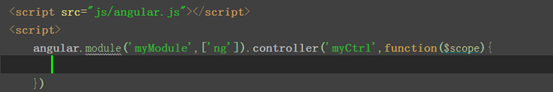 <script src="js/angular.js"></script>
<script>
angular.module('myModule',['ng']).controller('myCtrl',function($scope){
})